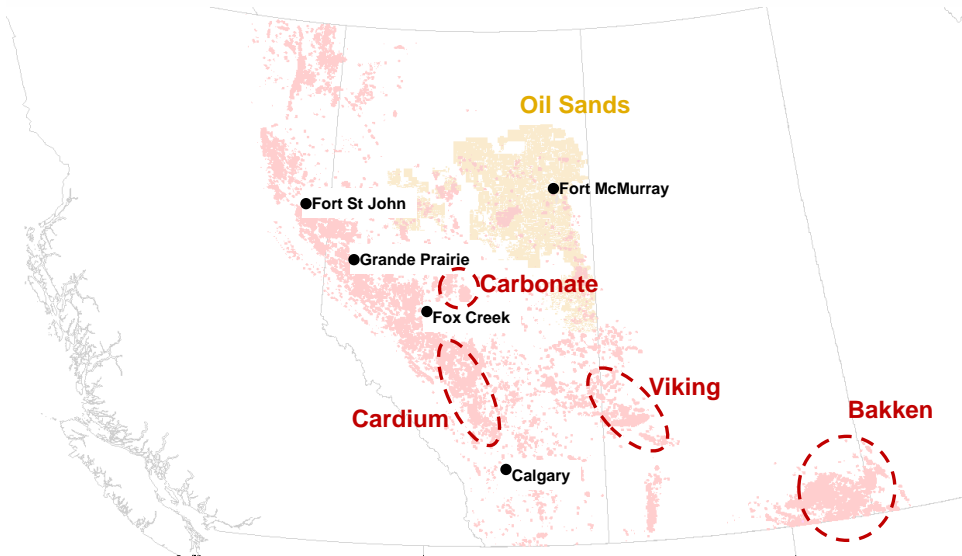 Oil Sands
Fort McMurray
Fort St John
Grande Prairie
Carbonate
Fox Creek
Viking
Cardium
Bakken
Calgary